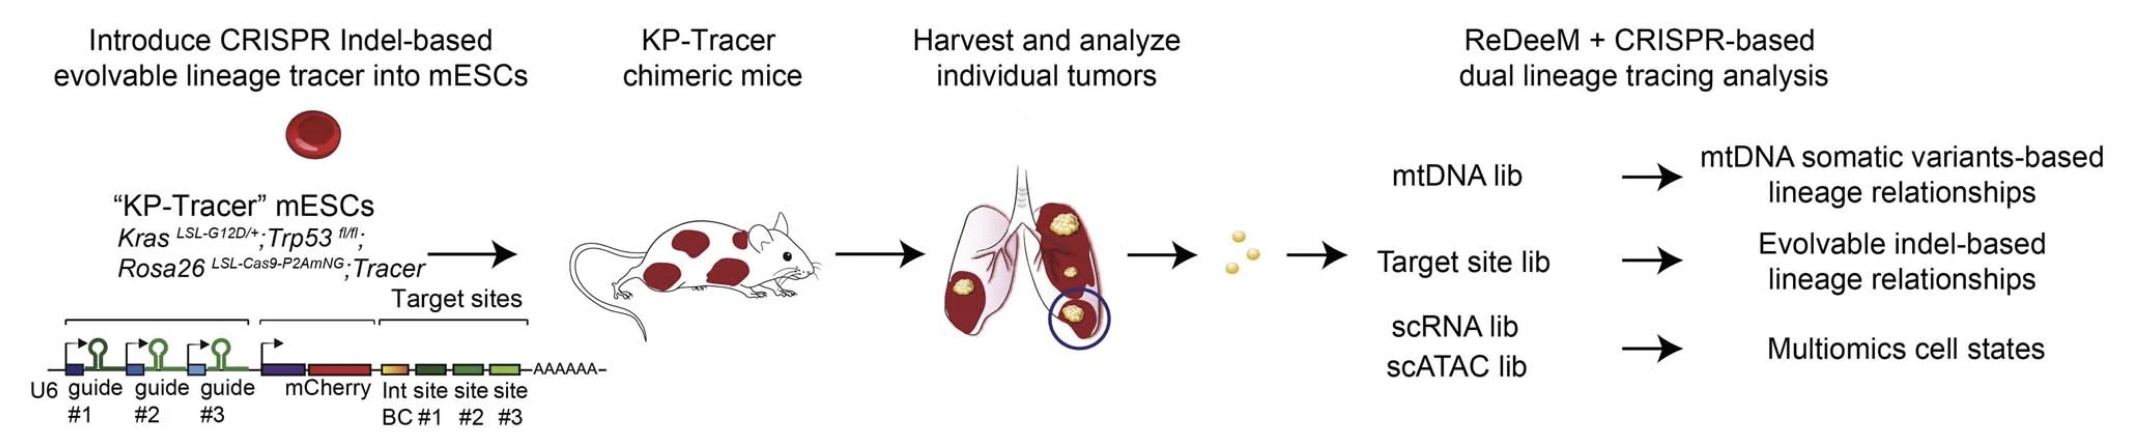 Introduce CRISPR Indel-based
evolvable lineage tracer into mESCs
“KP-Tracer” mESCs
Kras LSL-G12D/+;Trp53 fl/fl;
Rosa26 LSL-Cas9-P2AmNG;Tracer
Target sites
AAAAAA
U6 guide #1
guide #2
guide #3
mCherry
Int BC
site #1
site #2
site #3
KP-Tracer
chimeric mice
Harvest and analyze
individual tumors
ReDeeM + CRISPR-based
dual lineage tracing analysis
mtDNA lib
mtDNA somatic variants-based
lineage relationships
Target site lib
Evolvable indel-based
lineage relationships
scRNA lib
scATAC lib
Multiomics cell states